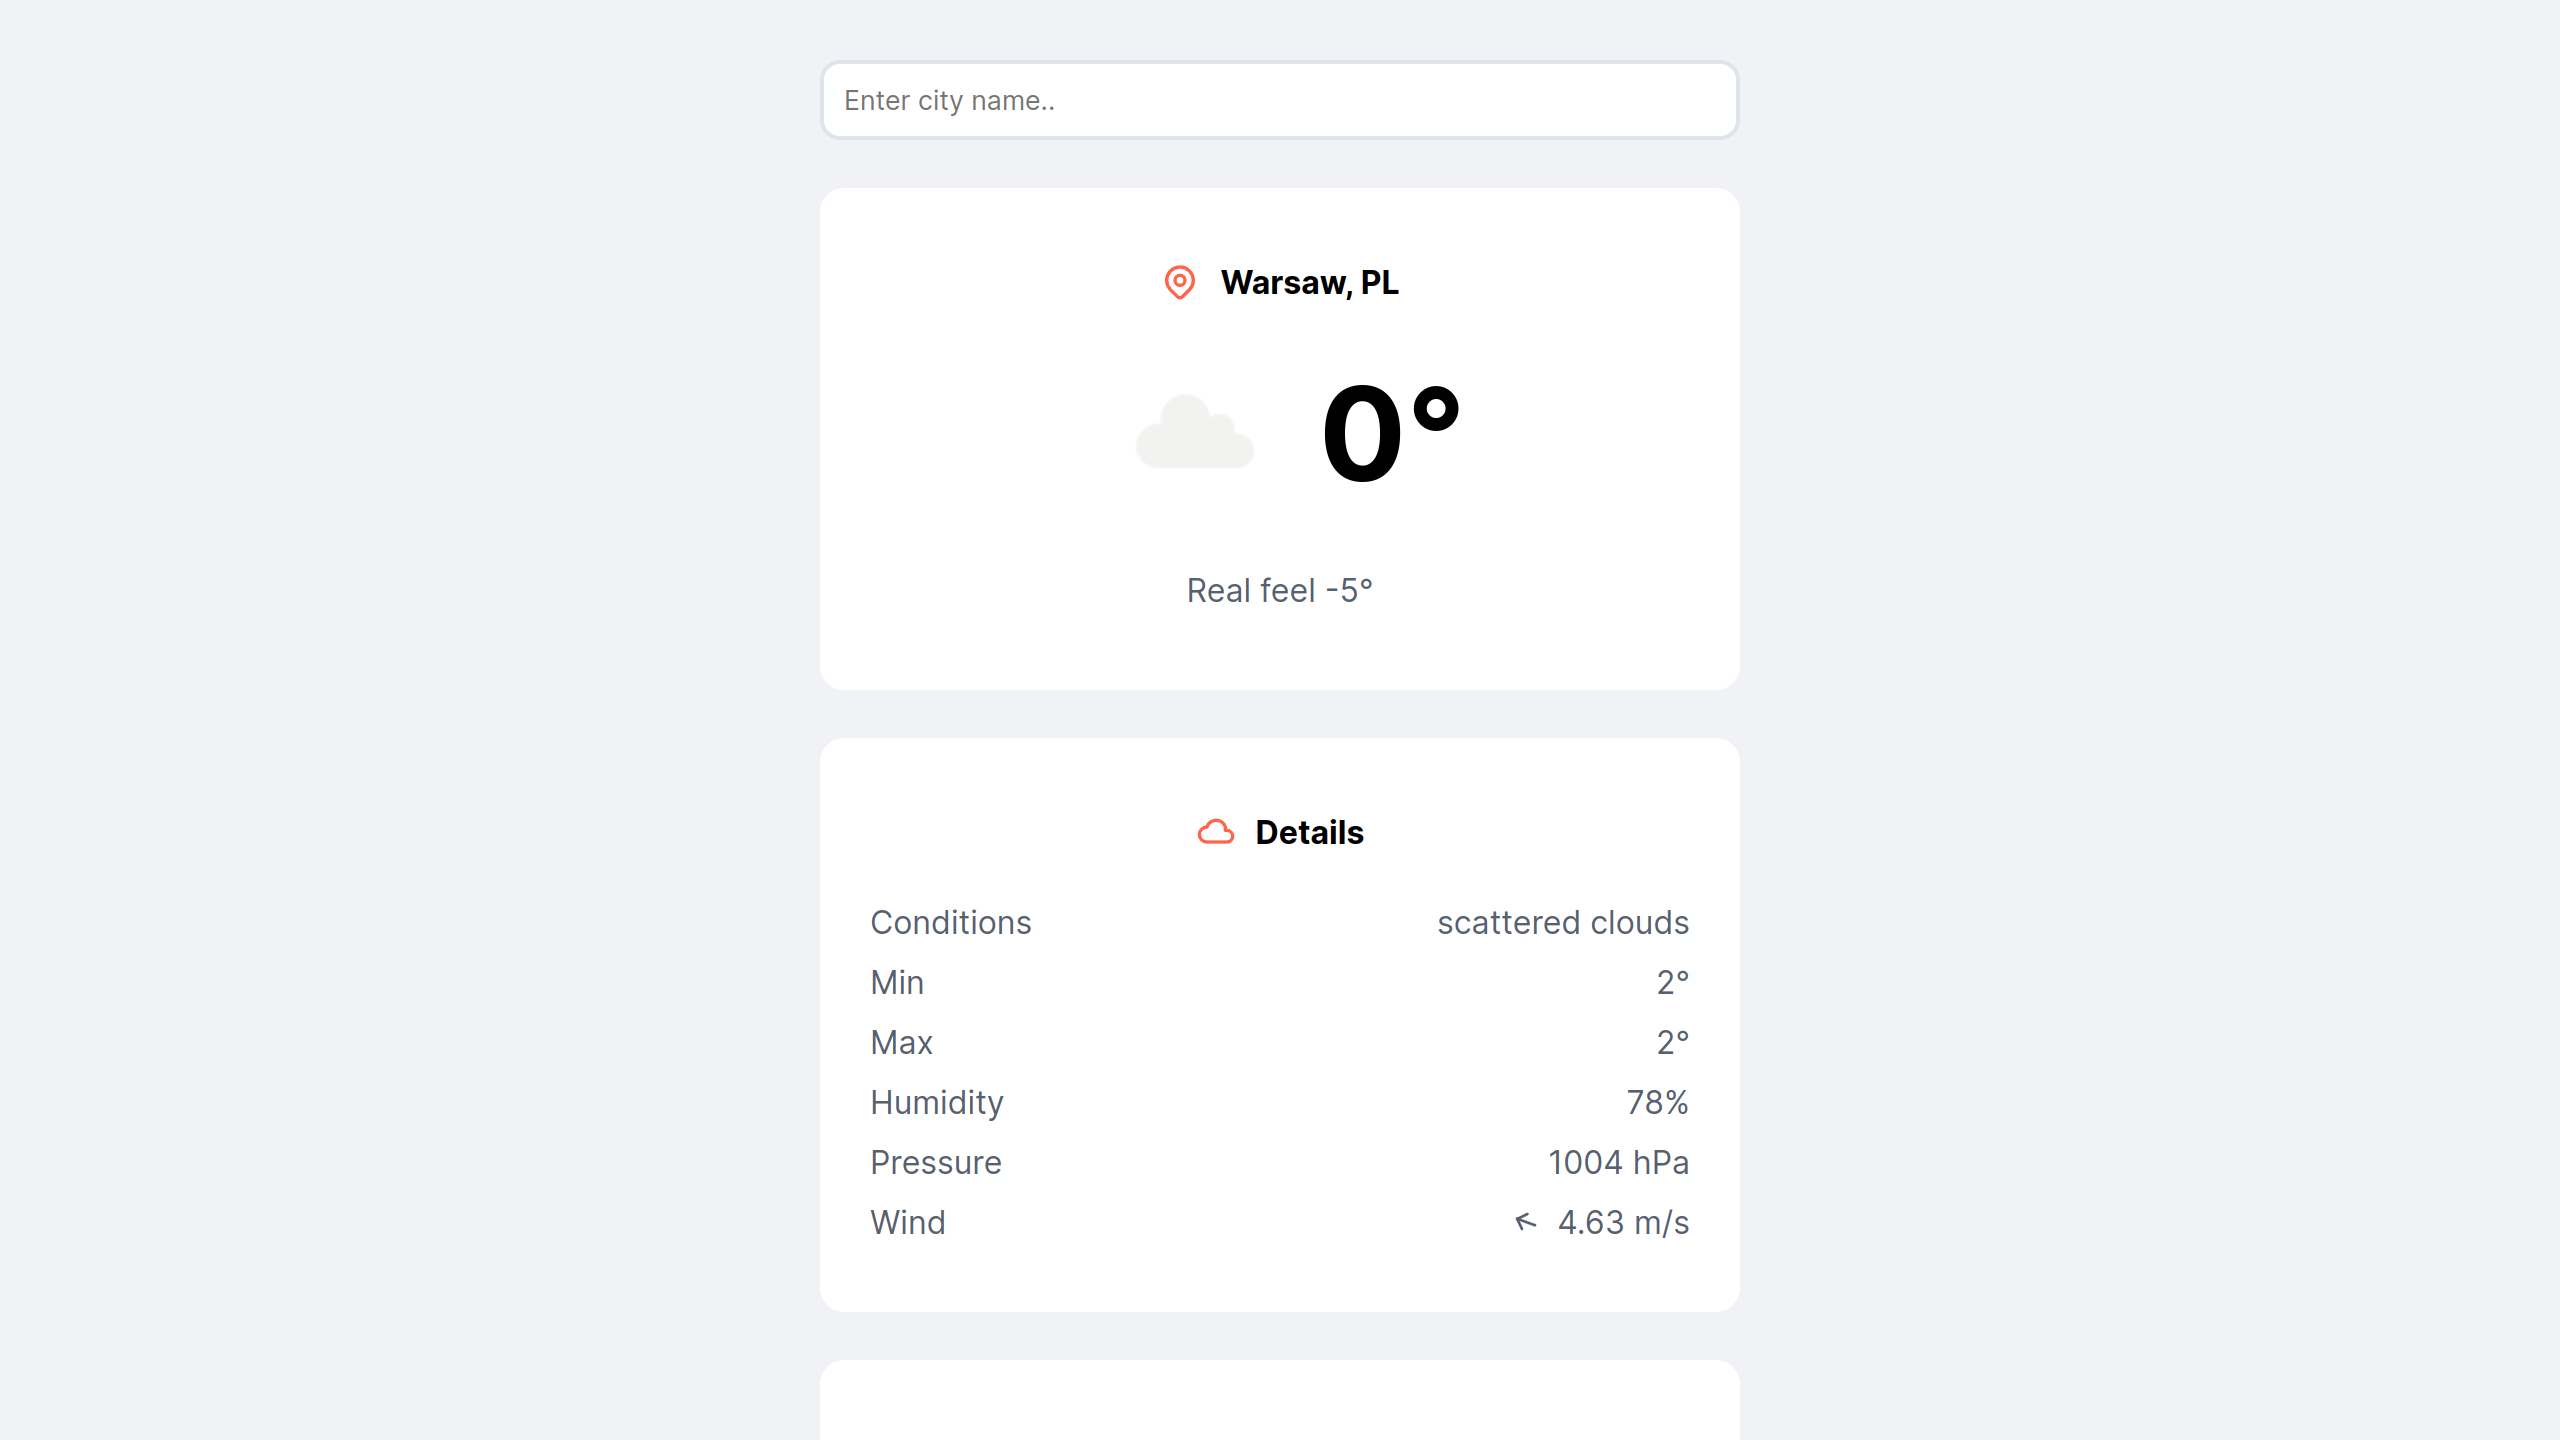 Enter city name..
Warsaw, PL
0°
Real feel -5°
Details
Conditions scattered clouds
Min 2°
Max 2°
Humidity 78%
Pressure 1004 hPa
Wind 4.63 m/s